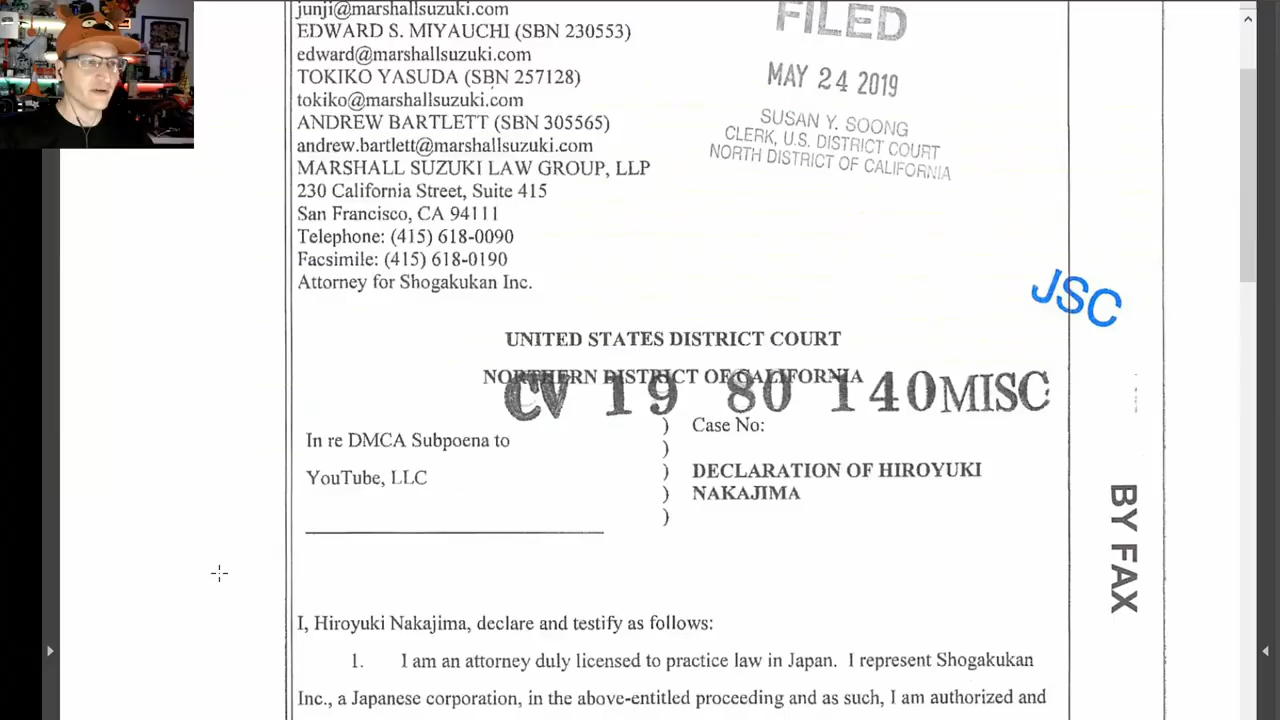 junji@marshallsuzuki.com
EDWARD S. MIYAUCHI (SBN 230553)
edward@marshallsuzuki.com
TOKIKO YASUDA (SBN 257128)
tokiko@marshallsuzuki.com
ANDREW BARTLETT (SBN 305565)
andrew.bartlett@marshallsuzuki.com
MARSHALL SUZUKI LAW GROUP, LLP
230 California Street, Suite 415
San Francisco, CA 94111
Telephone: (415) 618-0090
Facsimile: (415) 618-0190
Attorney for Shogakukan Inc.
FILED
MAY 24 2019
SUSAN Y. SOONG
CLERK, U.S. DISTRICT COURT
NORTH DISTRICT OF CALIFORNIA
JSC
UNITED STATES DISTRICT COURT
NORTHERN DISTRICT OF CALIFORNIA
CV 19 80 140MISC
In re DMCA Subpoena to
YouTube, LLC
) Case No:
)
) DECLARATION OF HIROYUKI
) NAKAJIMA
)
BY FAX
I, Hiroyuki Nakajima, declare and testify as follows:
1. I am an attorney duly licensed to practice law in Japan. I represent Shogakukan
Inc., a Japanese corporation, in the above-entitled proceeding and as such, I am authorized and